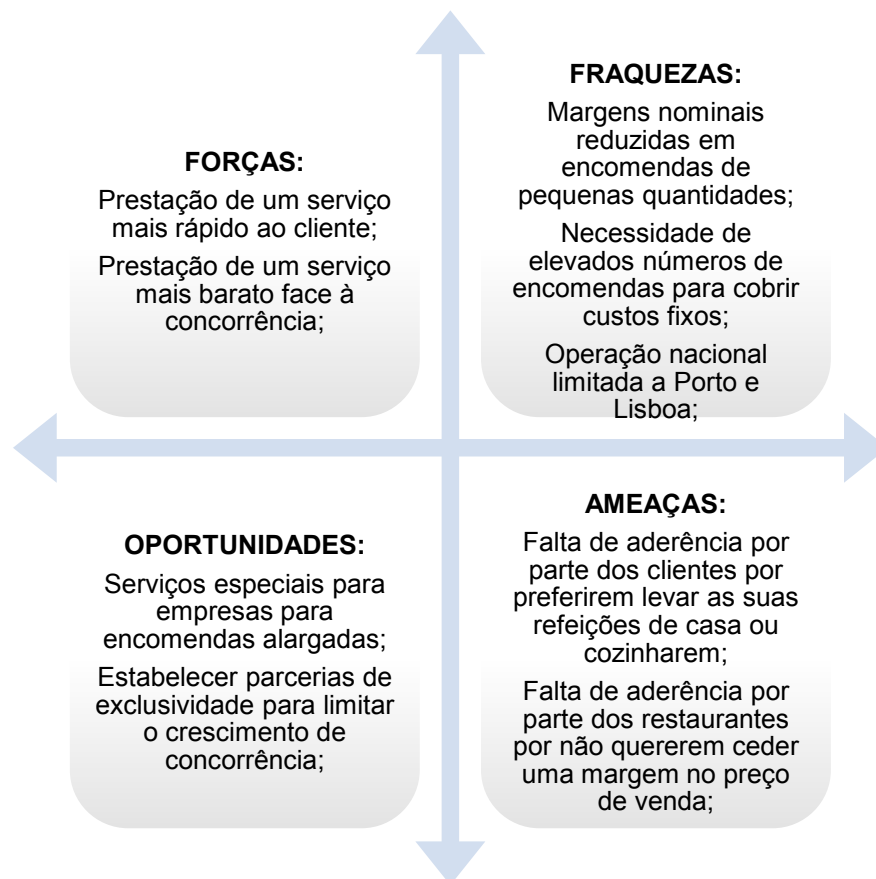 FORÇAS:
Prestação de um serviço
mais rápido ao cliente;
Prestação de um serviço
mais barato face à
concorrência;
FRAQUEZAS:
Margens nominais
reduzidas em
encomendas de
pequenas quantidades;
Necessidade de
elevados números de
encomendas para cobrir
custos fixos;
Operação nacional
limitada a Porto e
Lisboa;
OPORTUNIDADES:
Serviços especiais para
empresas para
encomendas alargadas;
Estabelecer parcerias de
exclusividade para limitar
o crescimento de
concorrência;
AMEAÇAS:
Falta de aderência por
parte dos clientes por
preferirem levar as suas
refeições de casa ou
cozinharem;
Falta de aderência por
parte dos restaurantes
por não quererem ceder
uma margem no preço
de venda;